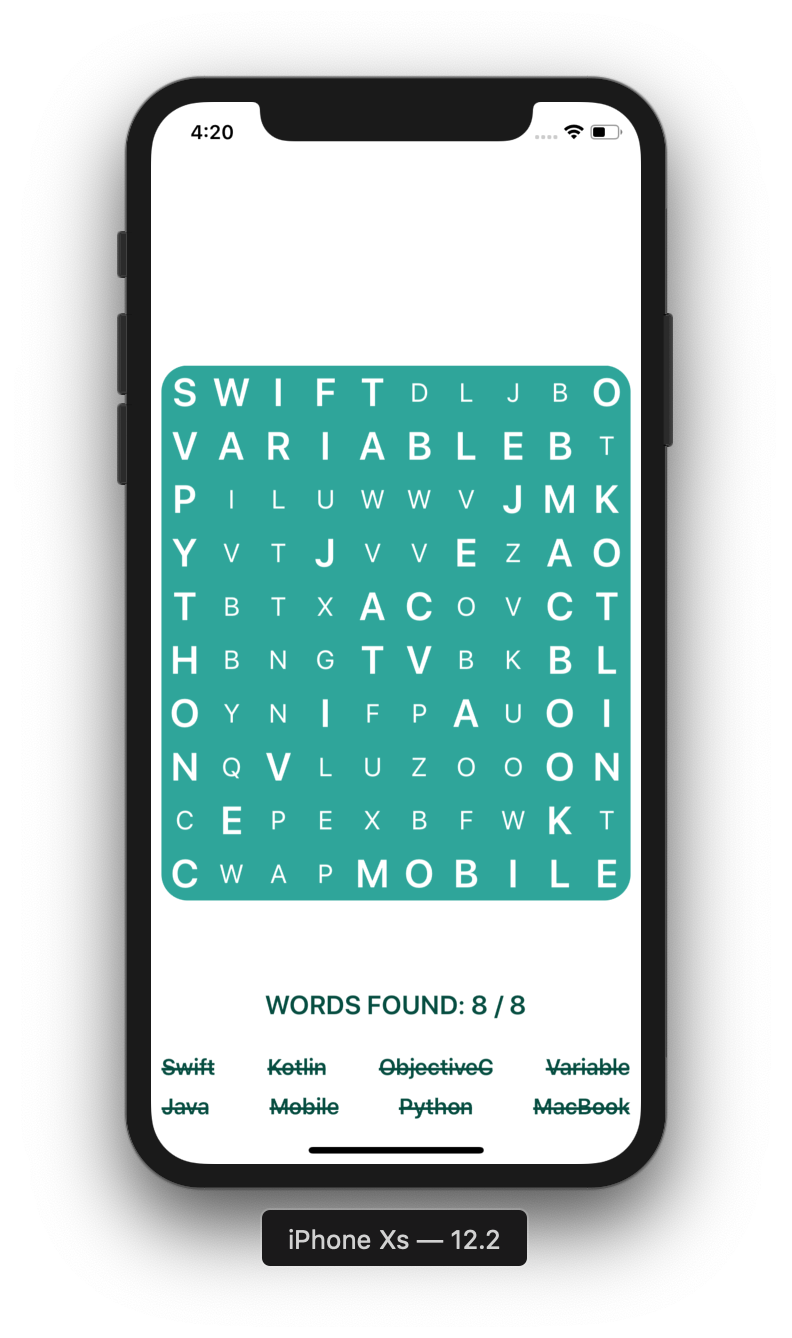 4:20
S W I F T D L J B O
V A R I A B L E B T
P I L U W W V J M K
Y V T J V V E Z A O
T B T X A C O V C T
H B N G T V B K B L
O Y N I F P A U O I
N Q V L U Z O O O N
C E P E X B F W K T
C W A P M O B I L E
WORDS FOUND: 8 / 8
Swift Kotlin ObjectiveC Variable
Java Mobile Python MacBook
iPhone Xs — 12.2